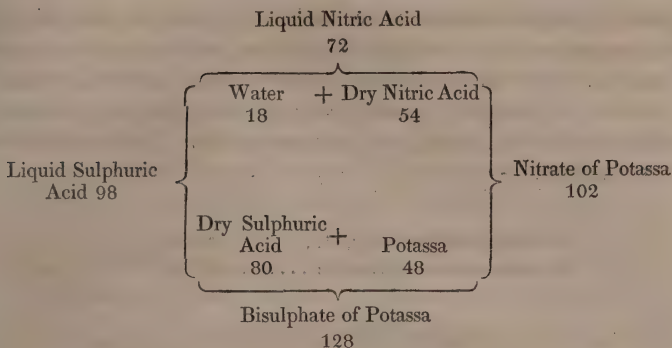 Liquid Nitric Acid
72
Water + Dry Nitric Acid
18 54
Liquid Sulphuric Nitrate of Potassa
Acid 98 102
Dry Sulphuric
Acid + Potassa
80 48
Bisulphate of Potassa
128